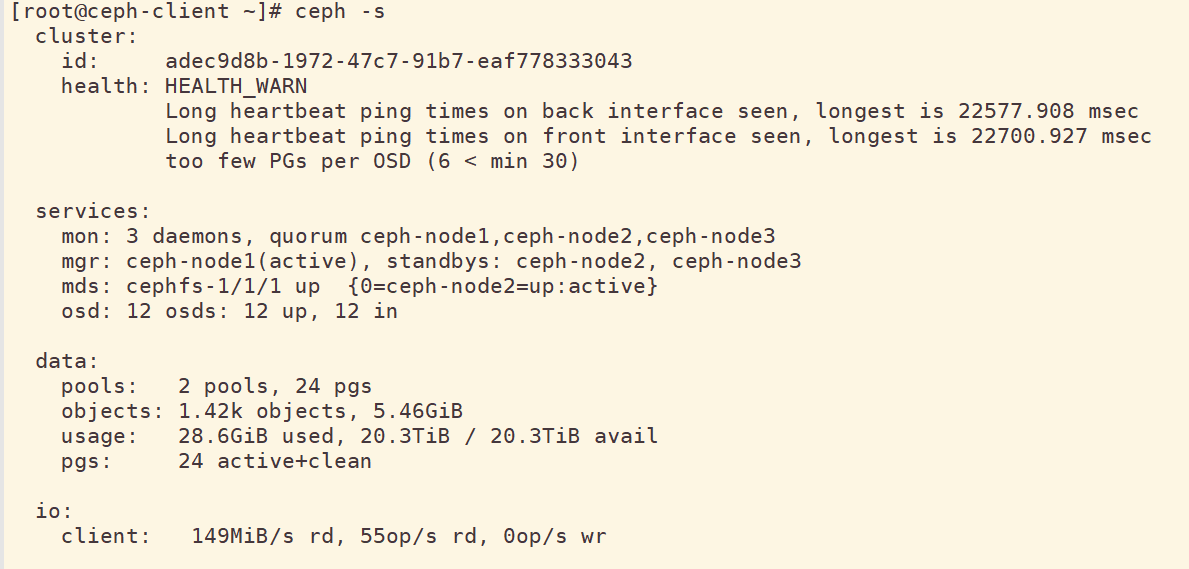 [root@ceph-client ~]# ceph -s
  cluster:
    id:     adec9d8b-1972-47c7-91b7-eaf778333043
    health: HEALTH_WARN
            Long heartbeat ping times on back interface seen, longest is 22577.908 msec
            Long heartbeat ping times on front interface seen, longest is 22700.927 msec
            too few PGs per OSD (6 < min 30)

  services:
    mon: 3 daemons, quorum ceph-node1,ceph-node2,ceph-node3
    mgr: ceph-node1(active), standbys: ceph-node2, ceph-node3
    mds: cephfs-1/1/1 up  {0=ceph-node2=up:active}
    osd: 12 osds: 12 up, 12 in

  data:
    pools:   2 pools, 24 pgs
    objects: 1.42k objects, 5.46GiB
    usage:   28.6GiB used, 20.3TiB / 20.3TiB avail
    pgs:     24 active+clean

  io:
    client:   149MiB/s rd, 55op/s rd, 0op/s wr